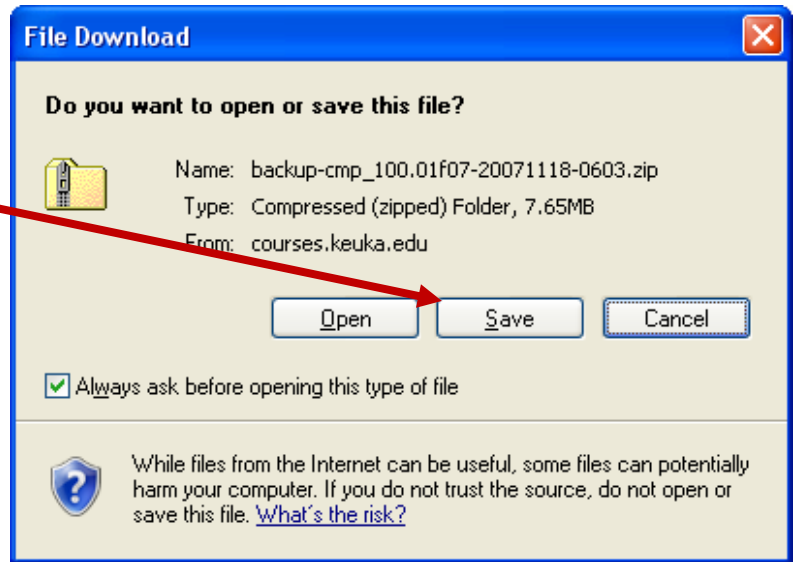 File Download
Do you want to open or save this file?
Name: backup-cmp_100.01f07-20071118-0603.zip
Type: Compressed (zipped) Folder, 7.65MB
From: courses.keuka.edu
Open Save Cancel
Always ask before opening this type of file
While files from the Internet can be useful, some files can potentially
harm your computer. If you do not trust the source, do not open or
save this file. What's the risk?